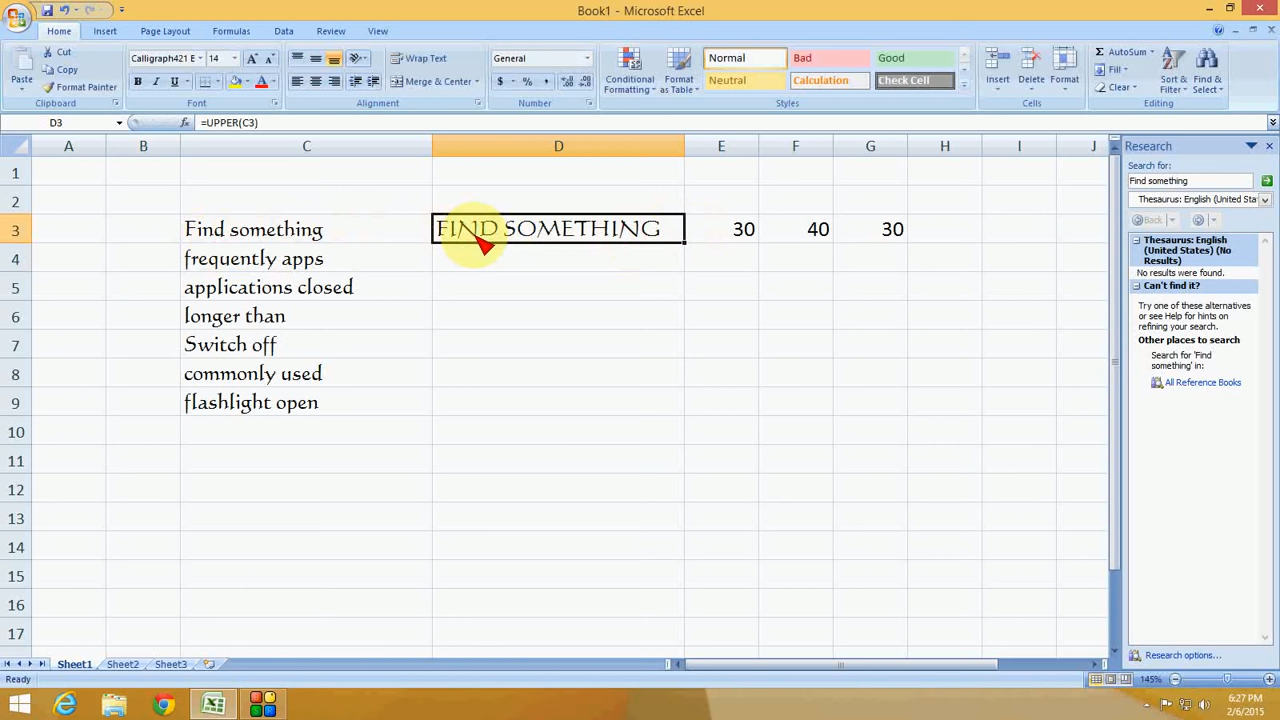 Book1 - Microsoft Excel
Home Insert Page Layout Formulas Data Review View
Paste
Cut
Copy
Format Painter
Clipboard
Calligraph421 E 14
B I U
Font
Wrap Text
Merge & Center
Alignment
General
$ % ,
Number
Conditional Formatting
Format as Table
Normal Bad Good
Neutral Calculation Check Cell
Styles
Insert Delete Format
Cells
AutoSum
Fill
Clear
Sort & Filter
Find & Select
Editing
D3 fx =UPPER(C3)
A B C D E F G H I J
1
2
3 Find something FIND SOMETHING 30 40 30
4 frequently apps
5 applications closed
6 longer than
7 Switch off
8 commonly used
9 flashlight open
10
11
12
13
14
15
16
17
Research
Search for:
Find something
Thesaurus: English (United Stat
Back
Thesaurus: English
(United States) (No
Results)
No results were found.
Can't find it?
Try one of these alternatives
or see Help for hints on
refining your search.
Other places to search
Search for 'Find
something' in:
All Reference Books
Research options...
Sheet1 Sheet2 Sheet3
Ready
145%
6:27 PM
2/6/2015